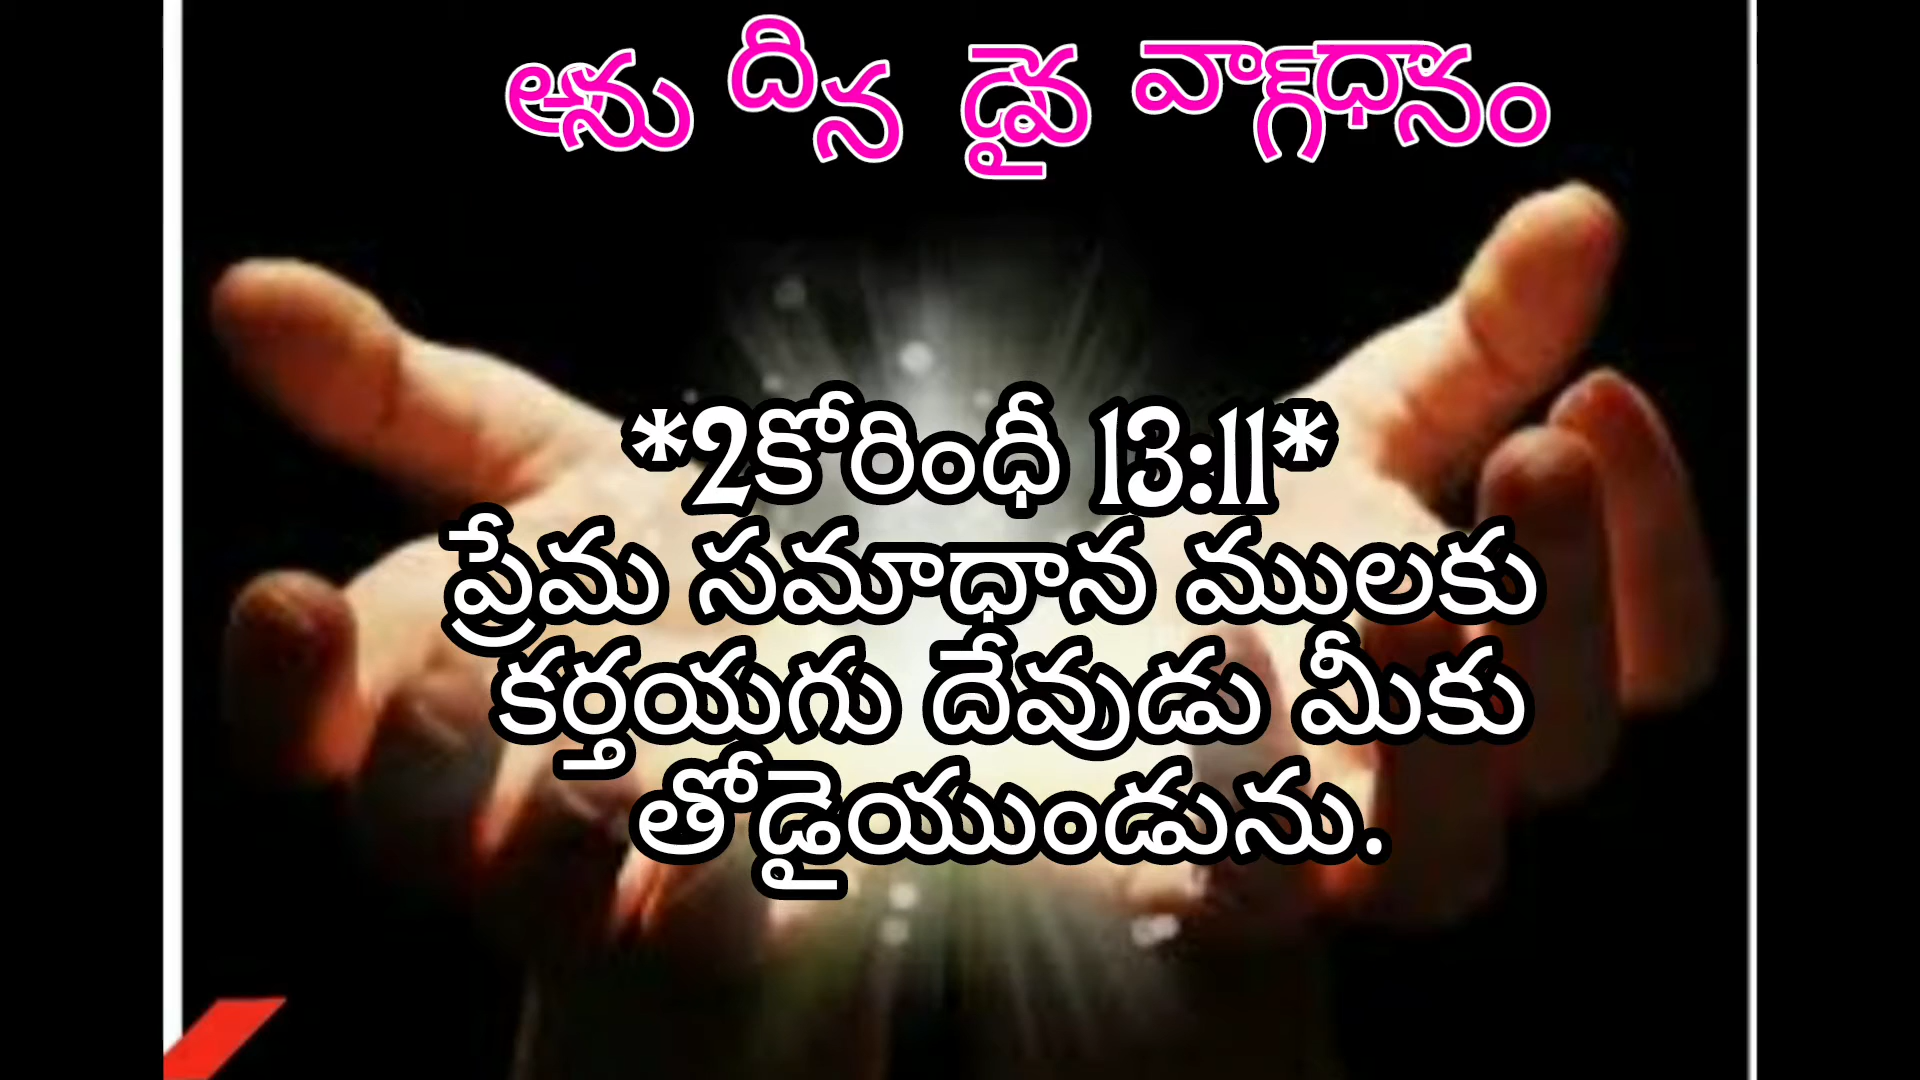 అను దిన దైవ వాగ్ధానం
*2కోరింధీ 13:11*
ప్రేమ సమాధాన ములకు
కర్తయగు దేవుడు మీకు
తోడైయుండును.